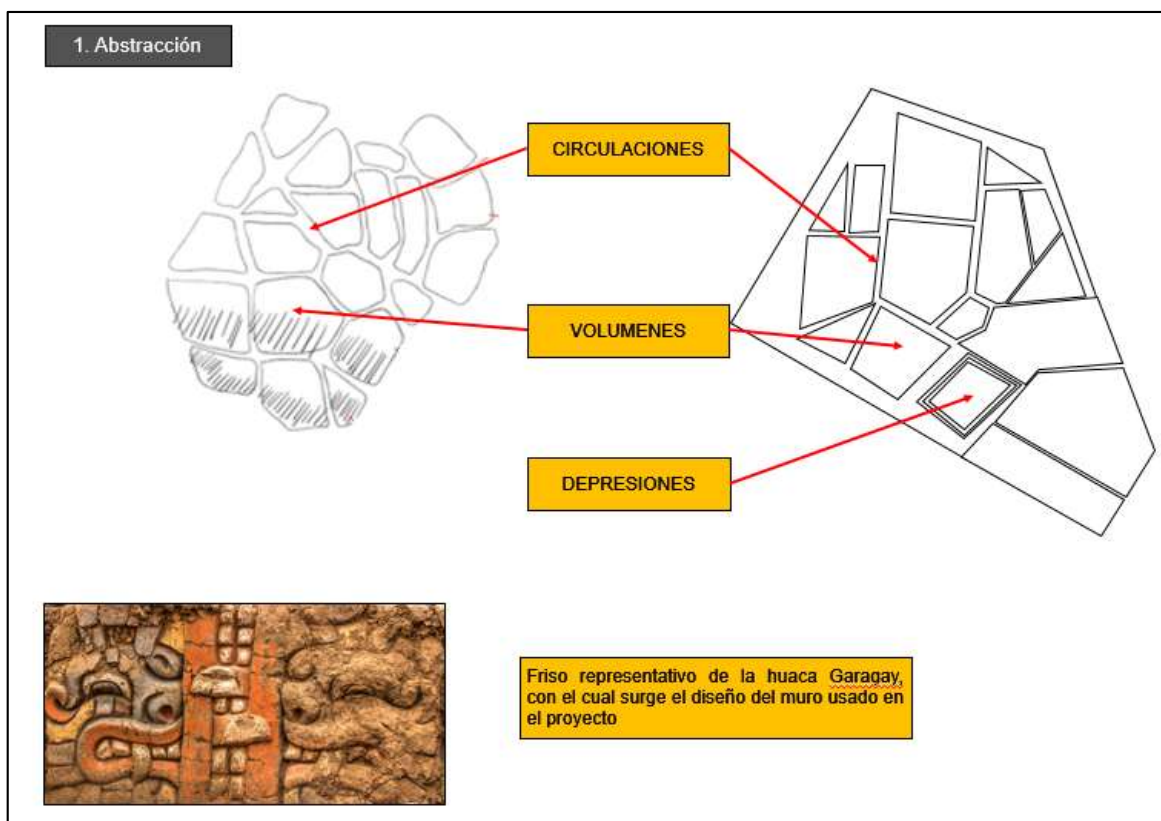 1. Abstracción
CIRCULACIONES
VOLUMENES
DEPRESIONES
Friso representativo de la huaca Garagay,
con el cual surge el diseño del muro usado en
el proyecto